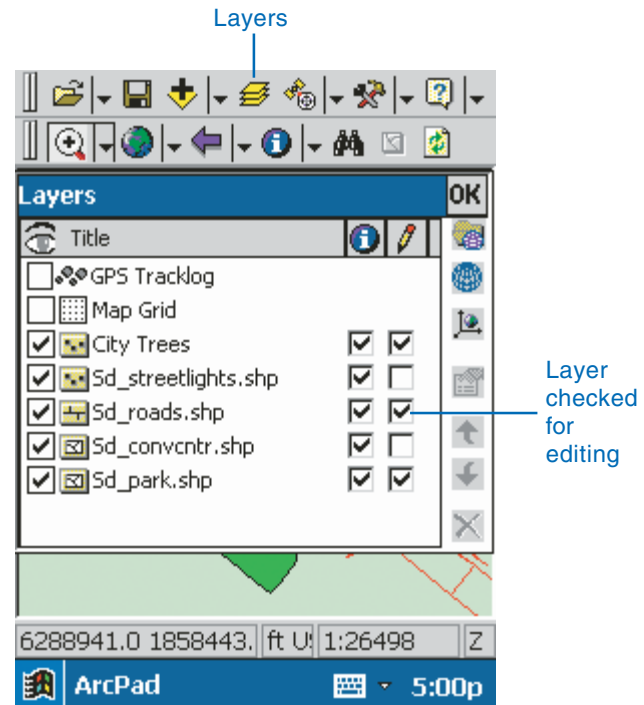 Layers
Layers OK
Title
GPS Tracklog
Map Grid
City Trees
Sd_streetlights.shp
Sd_roads.shp
Sd_convcntr.shp
Sd_park.shp
Layer
checked
for
editing
6288941.0 1858443. ft U 1:26498 Z
ArcPad 5:00p